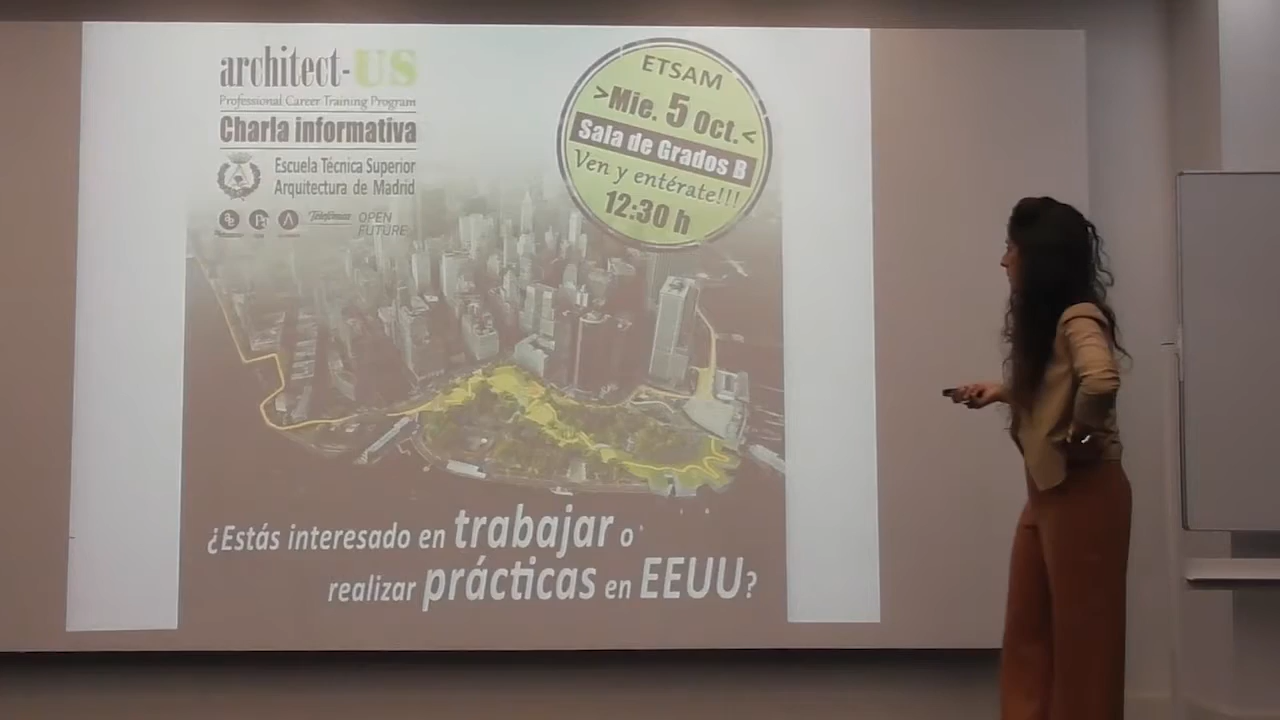 architect-US
Professional Career Training Program
Charla informativa
Escuela Técnica Superior
Arquitectura de Madrid
Telefónica
OPEN
FUTURE
ETSAM
>Mie. 5 Oct.<
Sala de Grados B
Ven y entérate!!!
12:30 h
¿Estás interesado en trabajar o
realizar prácticas en EEUU?